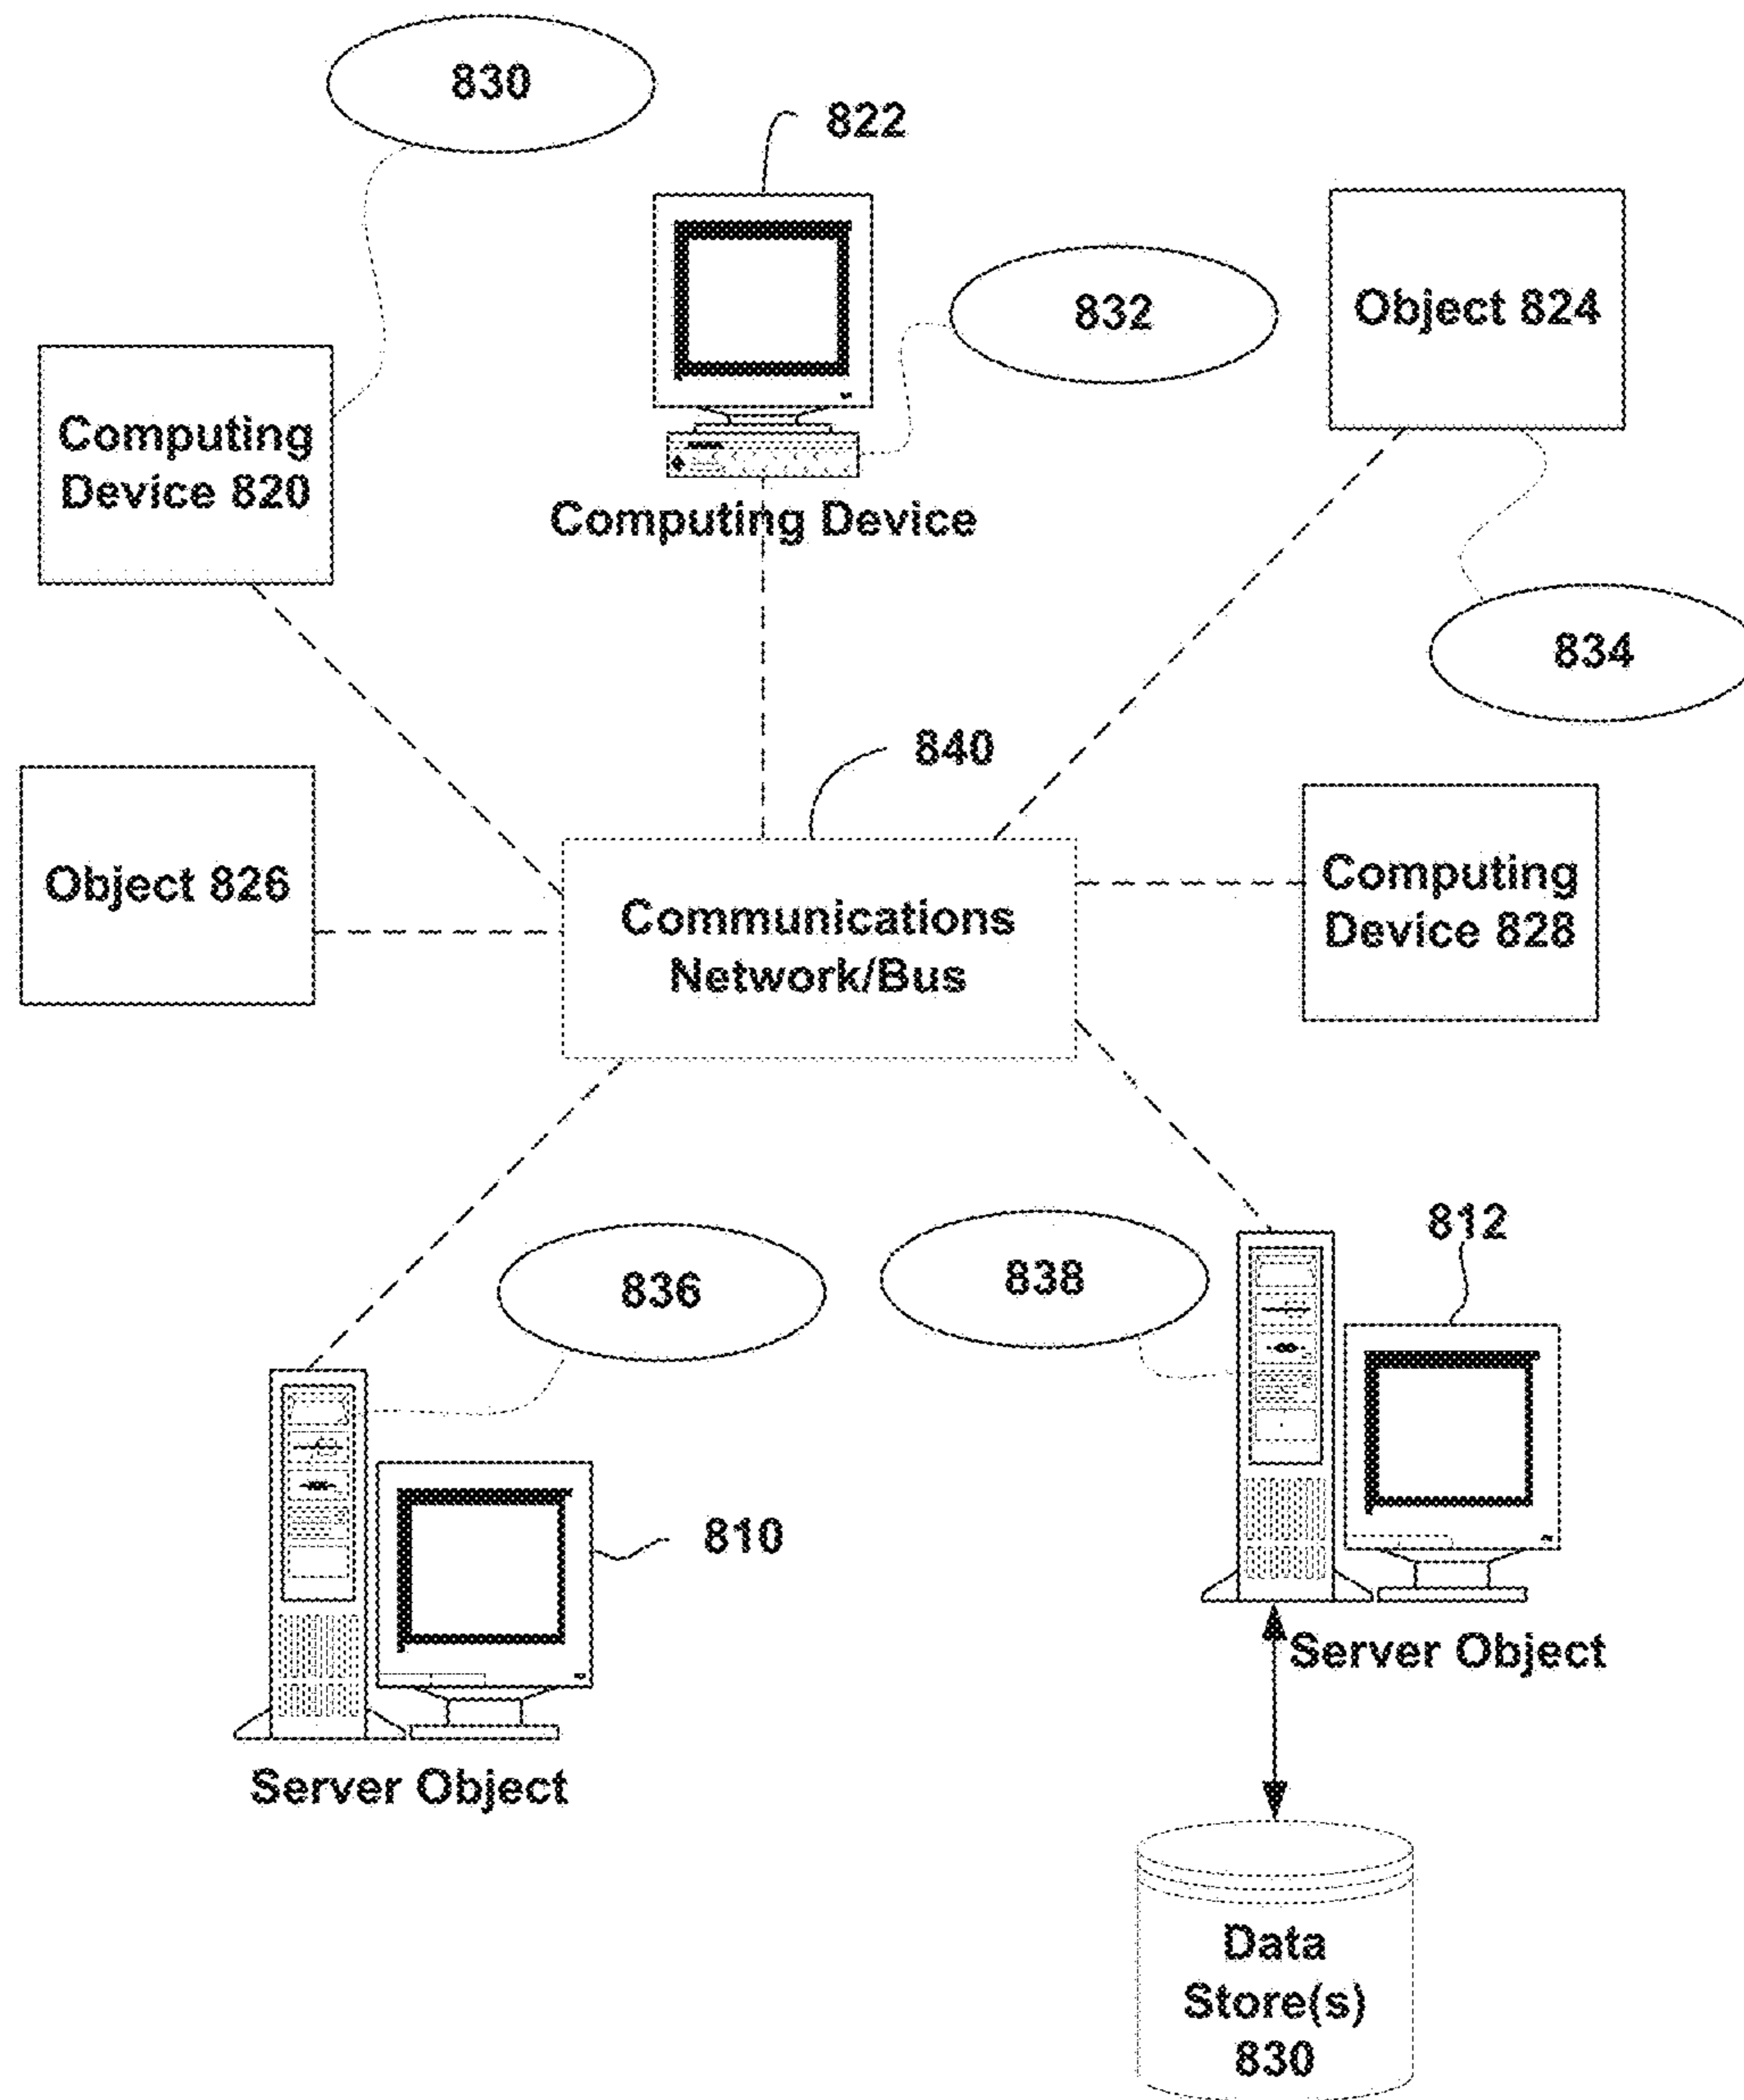 830
822
832
Object 824
Computing
Device 820
Computing Device
834
840
Object 826
Communications
Network/Bus
Computing
Device 828
836
838
812
810
Server Object
Server Object
Data
Store(s)
830